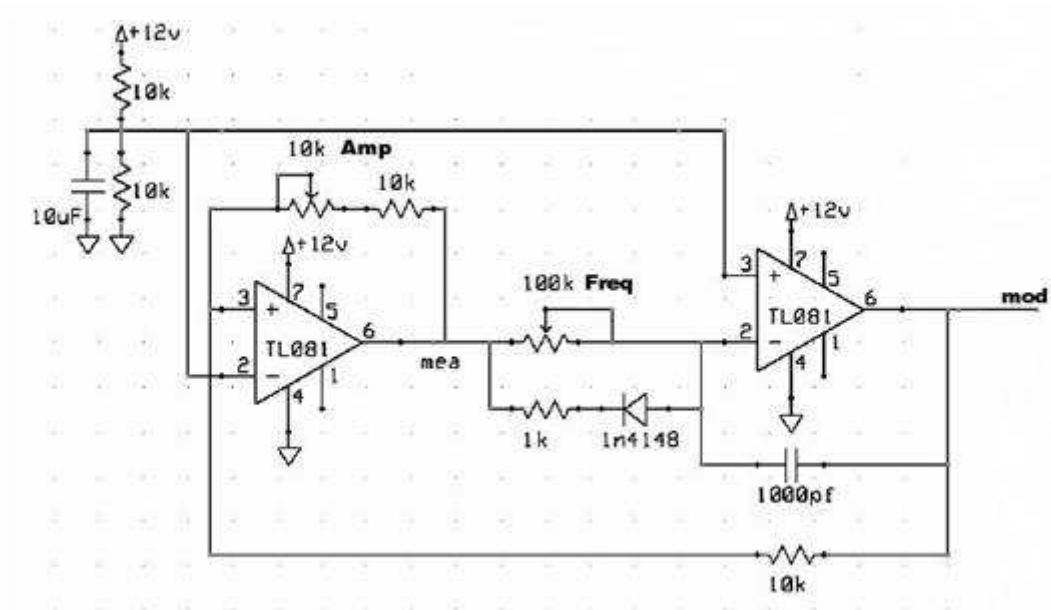 +12v
10k
10k
10uF
10k Amp
10k
+12v
3
7
5
+
TL081
6
2
-
1
4
mea
100k Freq
1k
1n4148
+12v
3
7
5
+
TL081
6
mod
2
-
1
4
1000pf
10k